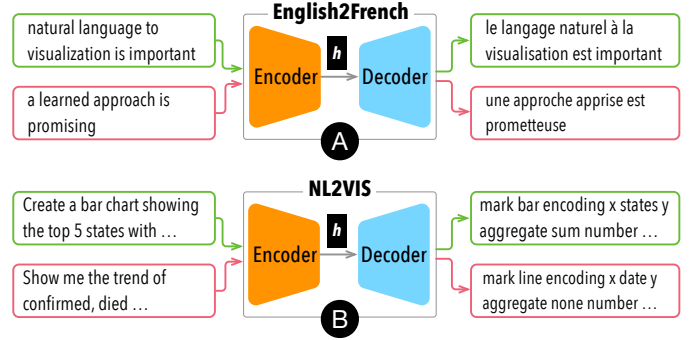 English2French
natural language to
visualization is important
a learned approach is
promising
Encoder
h
Decoder
le langage naturel à la
visualisation est important
une approche apprise est
prometteuse
A
NL2VIS
Create a bar chart showing
the top 5 states with …
Show me the trend of
confirmed, died …
Encoder
h
Decoder
mark bar encoding x states y
aggregate sum number …
mark line encoding x date y
aggregate none number …
B